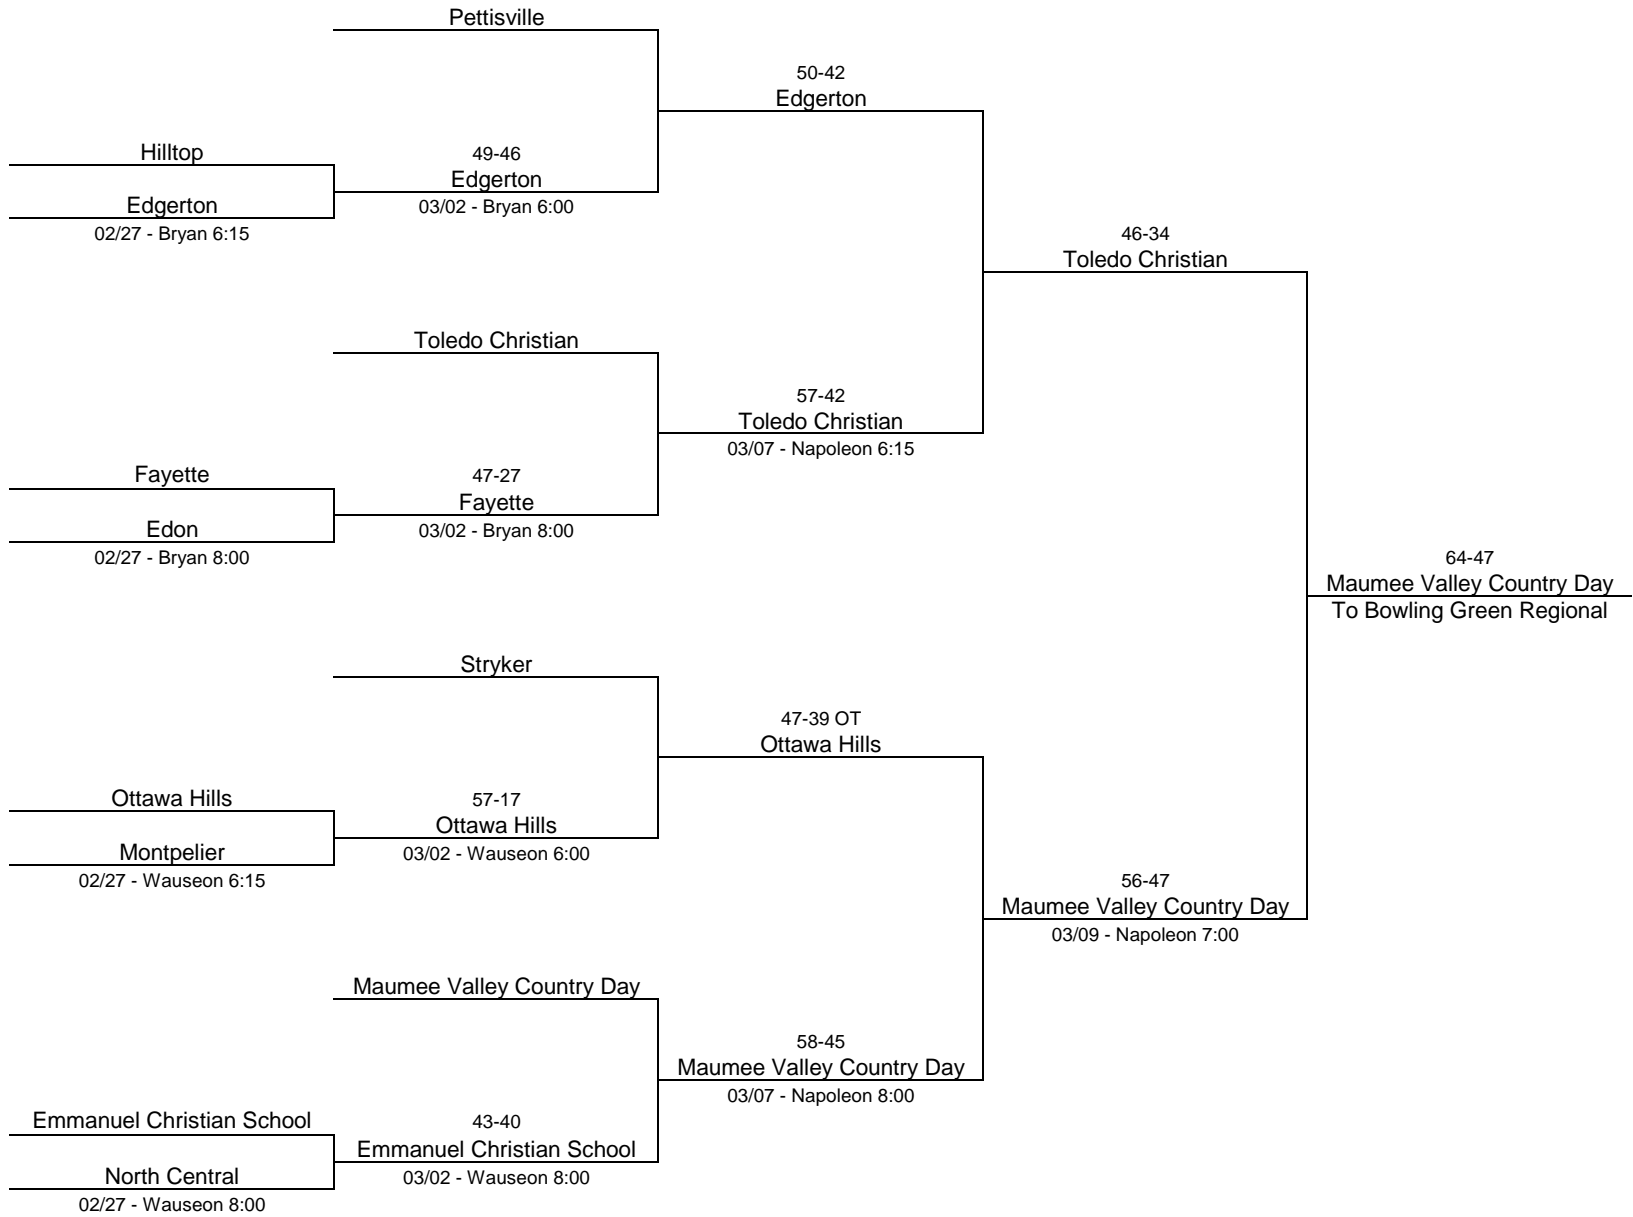 Pettisville
50-42
Edgerton
Hilltop
49-46
Edgerton
Edgerton
03/02 - Bryan 6:00
02/27 - Bryan 6:15
46-34
Toledo Christian
Toledo Christian
57-42
Toledo Christian
03/07 - Napoleon 6:15
Fayette
47-27
Fayette
Edon
03/02 - Bryan 8:00
02/27 - Bryan 8:00
64-47
Maumee Valley Country Day
To Bowling Green Regional
Stryker
47-39 OT
Ottawa Hills
Ottawa Hills
57-17
Ottawa Hills
Montpelier
03/02 - Wauseon 6:00
02/27 - Wauseon 6:15
56-47
Maumee Valley Country Day
03/09 - Napoleon 7:00
Maumee Valley Country Day
58-45
Maumee Valley Country Day
03/07 - Napoleon 8:00
Emmanuel Christian School
43-40
Emmanuel Christian School
North Central
03/02 - Wauseon 8:00
02/27 - Wauseon 8:00